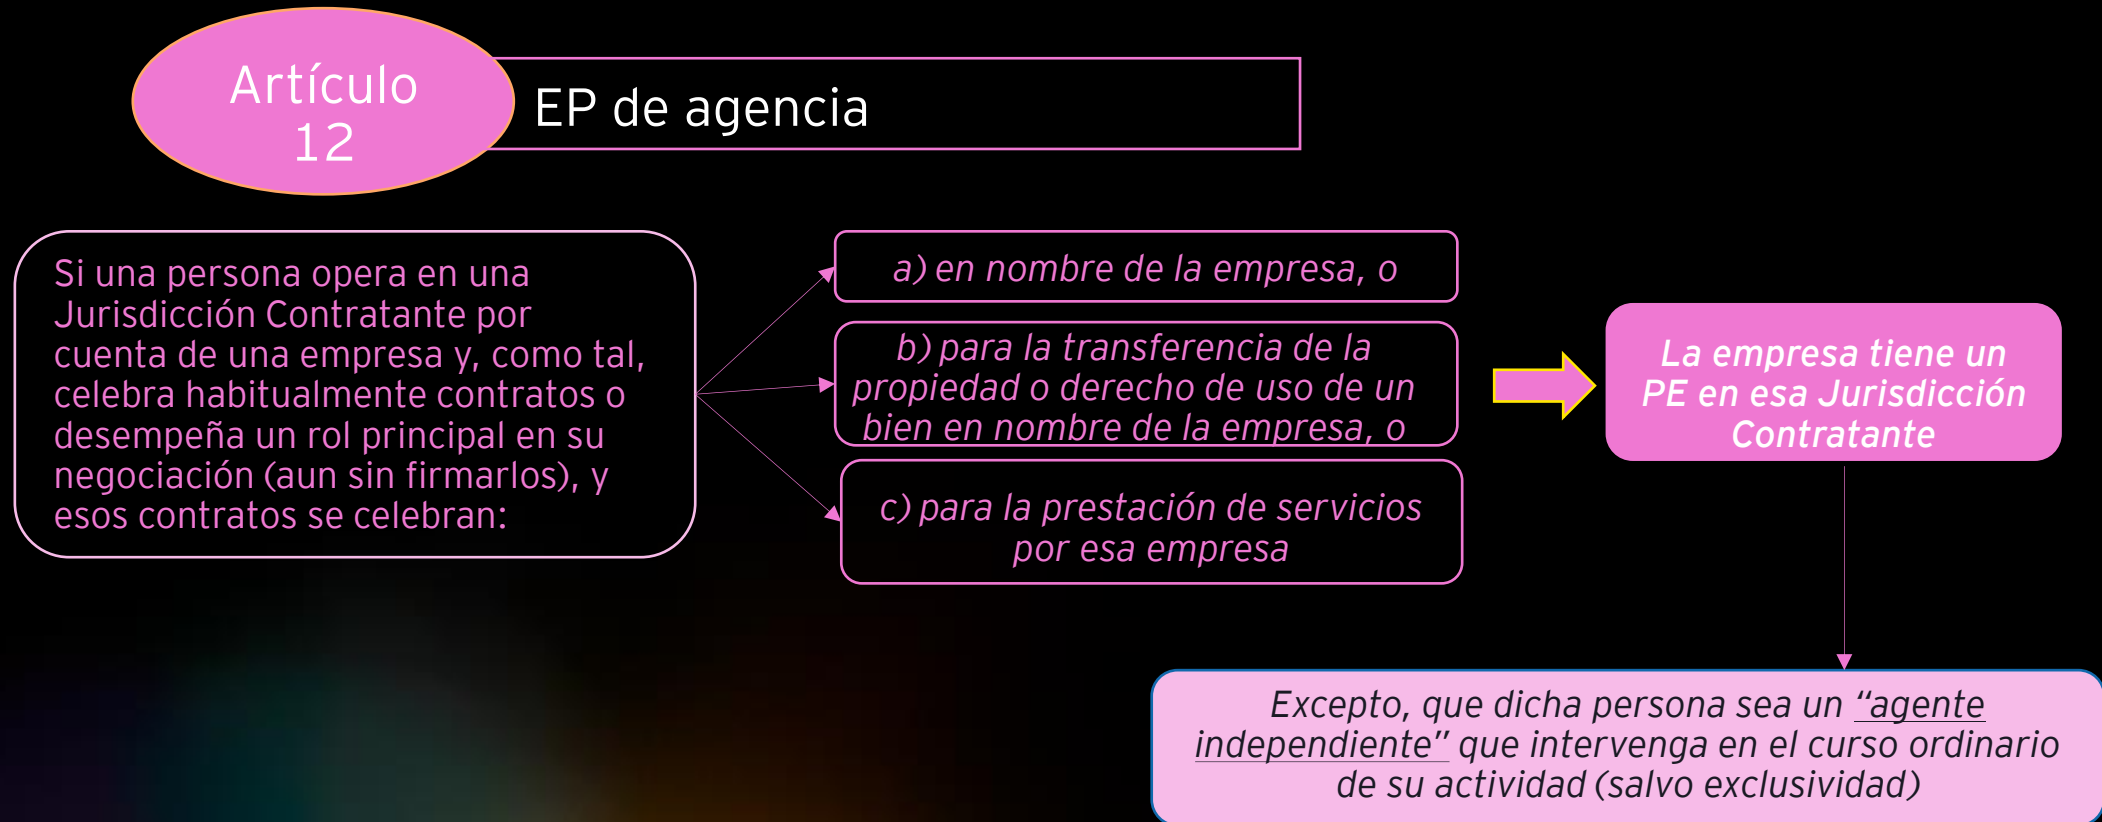 Artículo
12
EP de agencia
Si una persona opera en una
Jurisdicción Contratante por
cuenta de una empresa y, como tal,
celebra habitualmente contratos o
desempeña un rol principal en su
negociación (aun sin firmarlos), y
esos contratos se celebran:
a) en nombre de la empresa, o
b) para la transferencia de la
propiedad o derecho de uso de un
bien en nombre de la empresa, o
c) para la prestación de servicios
por esa empresa
La empresa tiene un
PE en esa Jurisdicción
Contratante
Excepto, que dicha persona sea un “agente
independiente” que intervenga en el curso ordinario
de su actividad (salvo exclusividad)